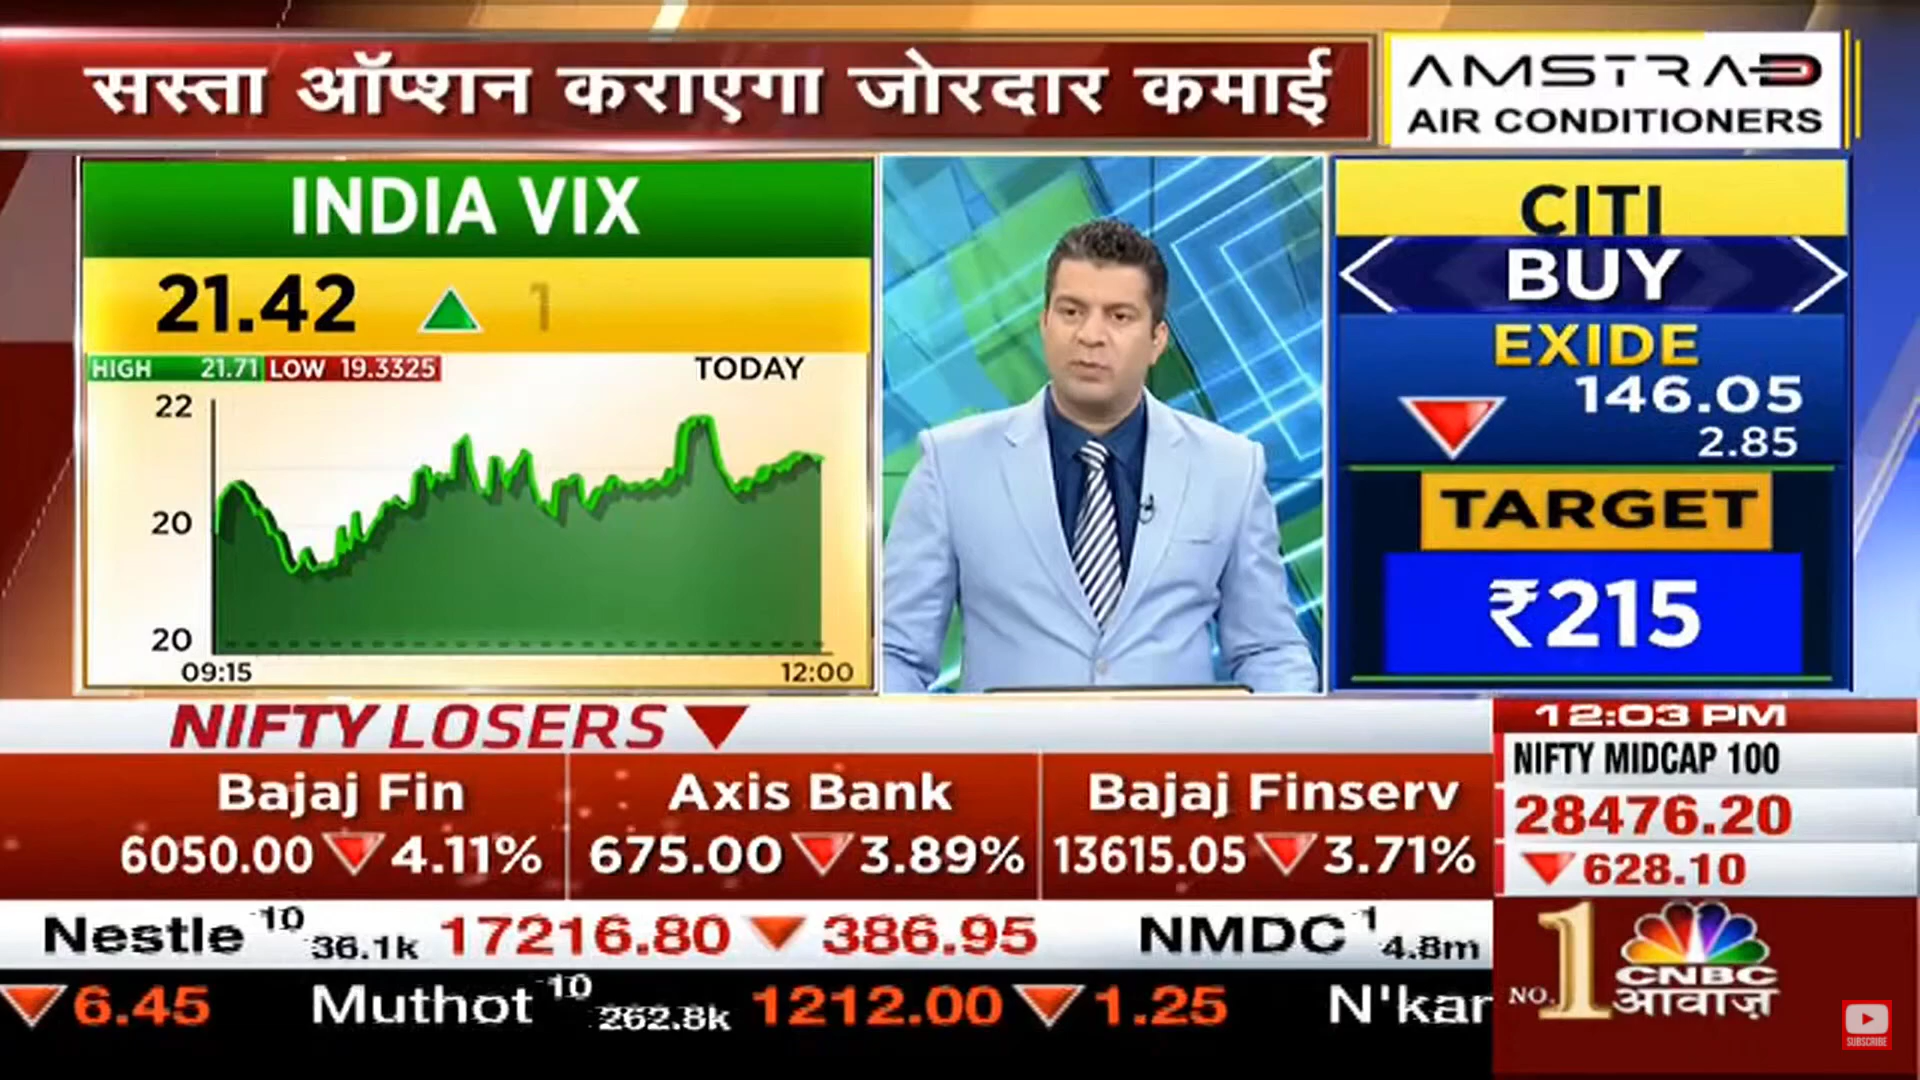 सस्ता ऑप्शन कराएगा जोरदार कमाई
AMSTRAD
AIR CONDITIONERS
INDIA VIX
21.42 ▲ 1
HIGH 21.71 LOW 19.3325
TODAY
22
20
20
09:15 12:00
CITI
BUY
EXIDE
146.05
▼ 2.85
TARGET
₹215
NIFTY LOSERS ▼
Bajaj Fin
6050.00 ▼ 4.11%
Axis Bank
675.00 ▼ 3.89%
Bajaj Finserv
13615.05 ▼ 3.71%
12:03 PM
NIFTY MIDCAP 100
28476.20
▼ 628.10
Nestle -10 36.1k 17216.80 ▼ 386.95 NMDC -1 4.8m
▼ 6.45 Muthot -10 262.8k 1212.00 ▼ 1.25 N'kar
NO. 1
CNBC
आवाज़
SUBSCRIBE